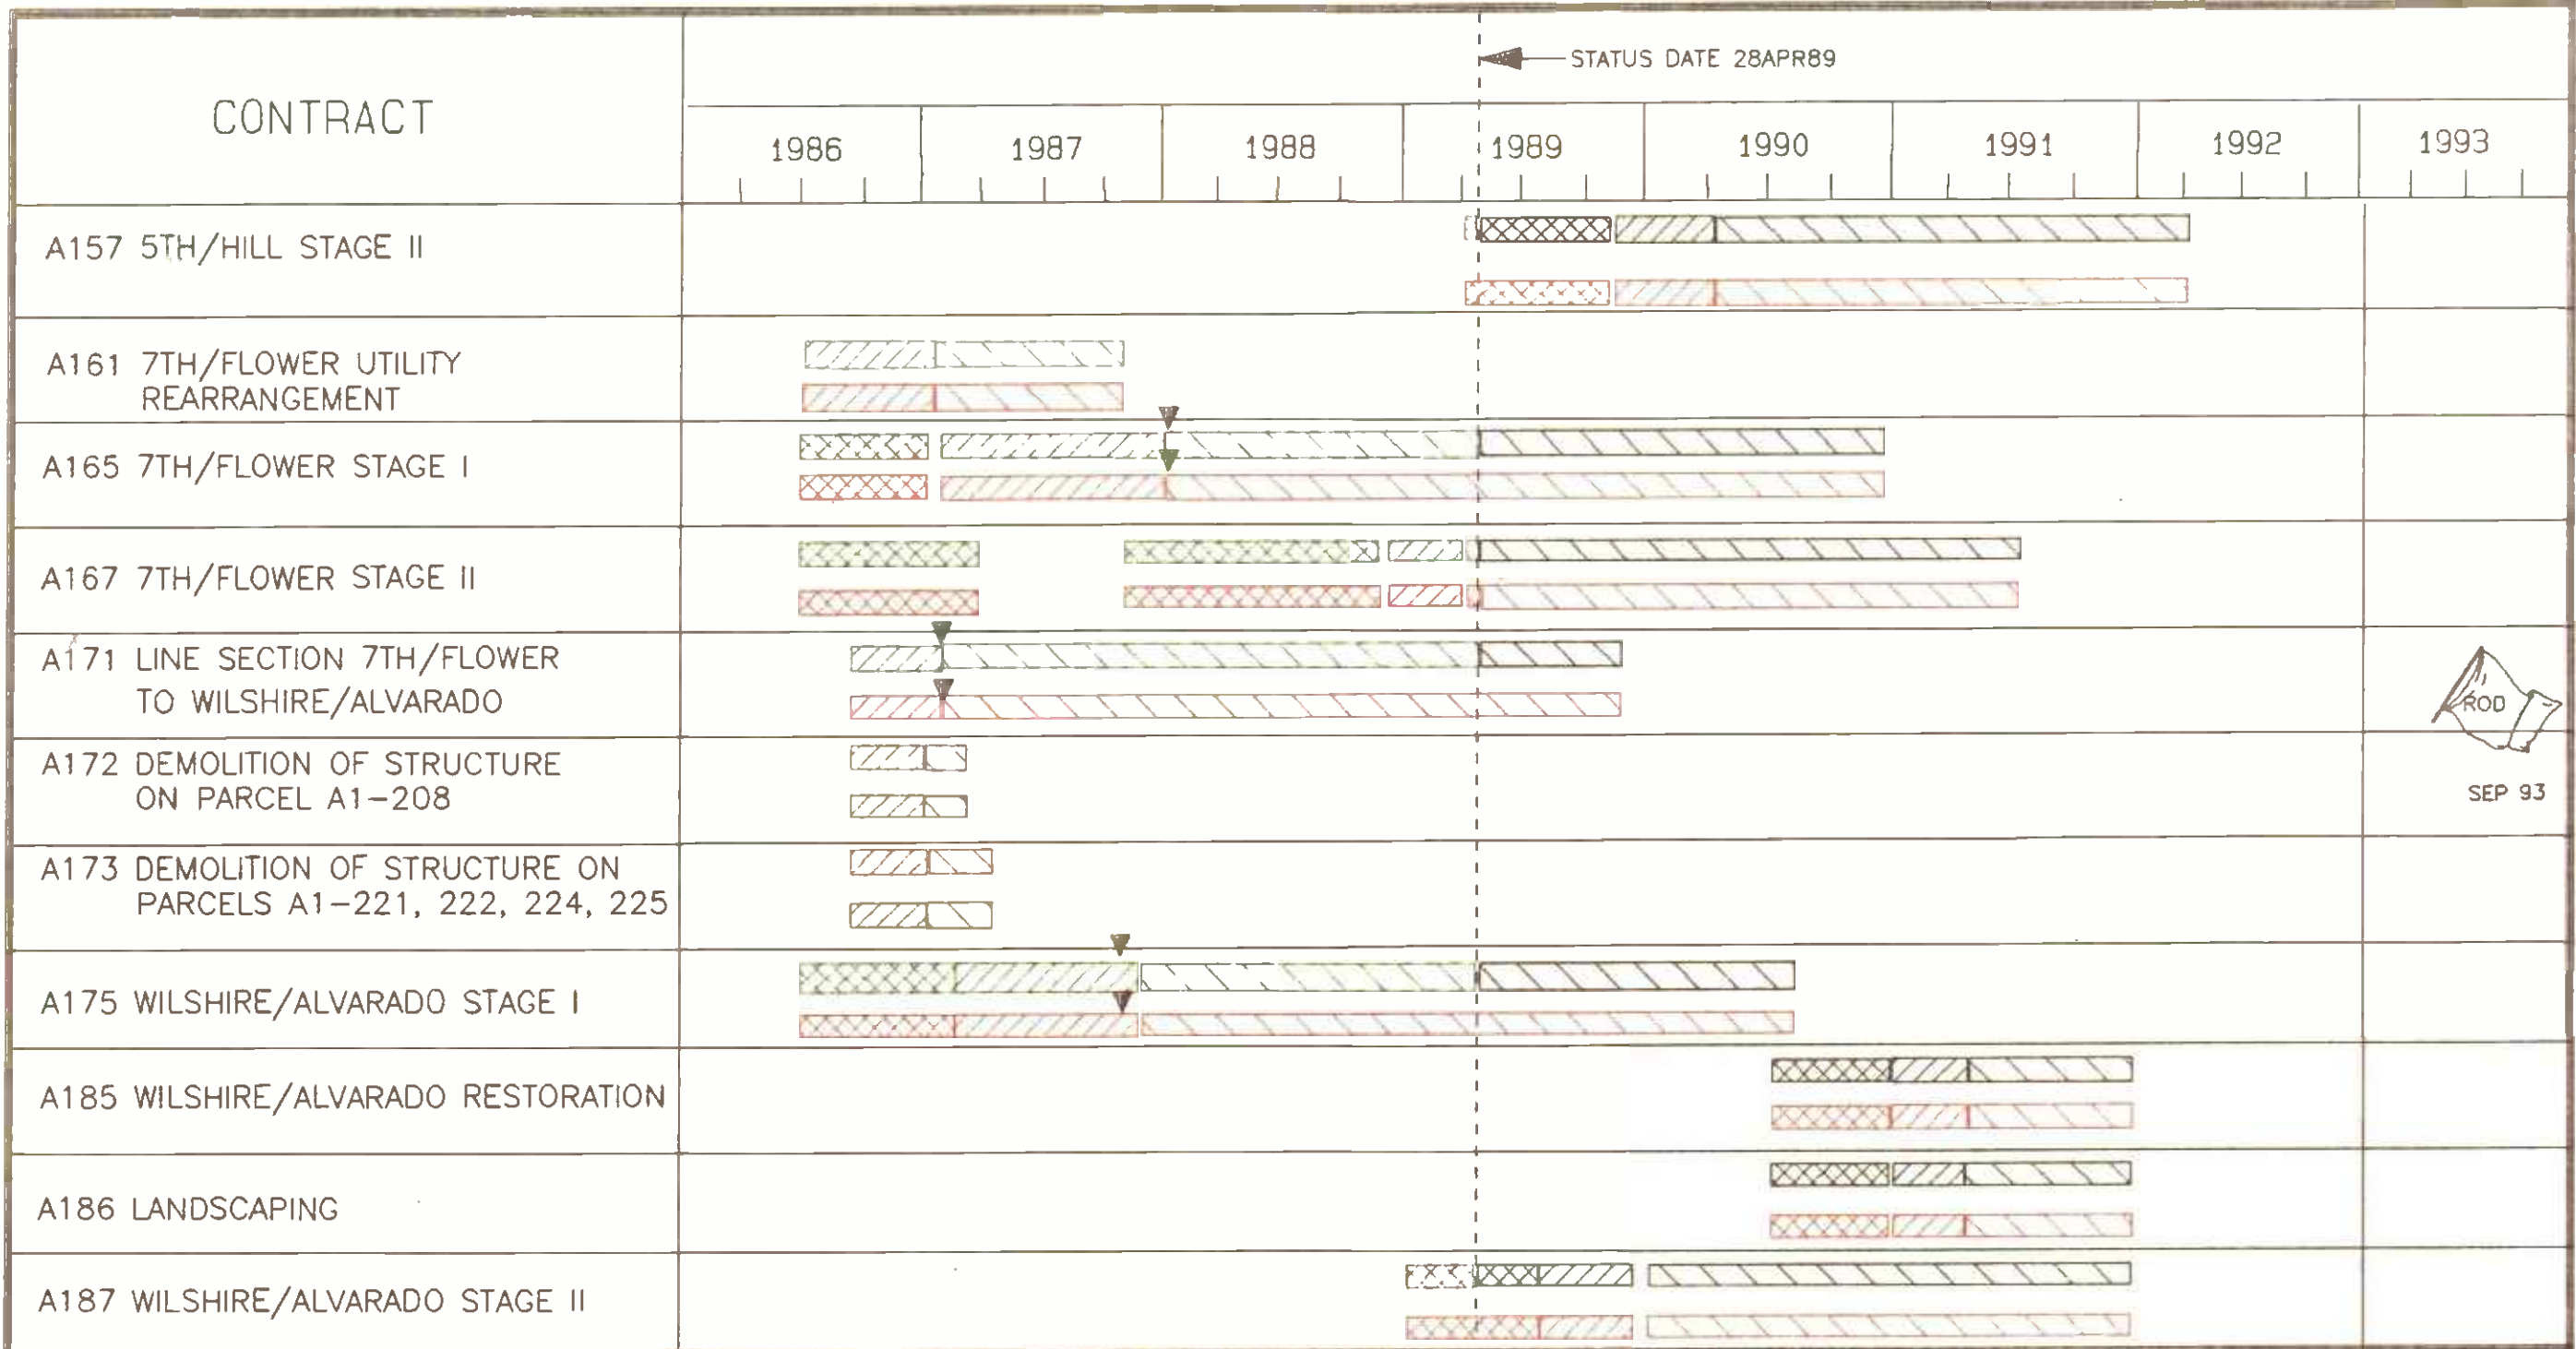 STATUS DATE 28APR89
CONTRACT
1986 1987 1988 1989 1990 1991 1992 1993
A157 5TH/HILL STAGE II
A161 7TH/FLOWER UTILITY
REARRANGEMENT
A165 7TH/FLOWER STAGE I
A167 7TH/FLOWER STAGE II
A171 LINE SECTION 7TH/FLOWER
TO WILSHIRE/ALVARADO
ROD
A172 DEMOLITION OF STRUCTURE
ON PARCEL A1-208
SEP 93
A173 DEMOLITION OF STRUCTURE ON
PARCELS A1-221, 222, 224, 225
A175 WILSHIRE/ALVARADO STAGE I
A185 WILSHIRE/ALVARADO RESTORATION
A186 LANDSCAPING
A187 WILSHIRE/ALVARADO STAGE II